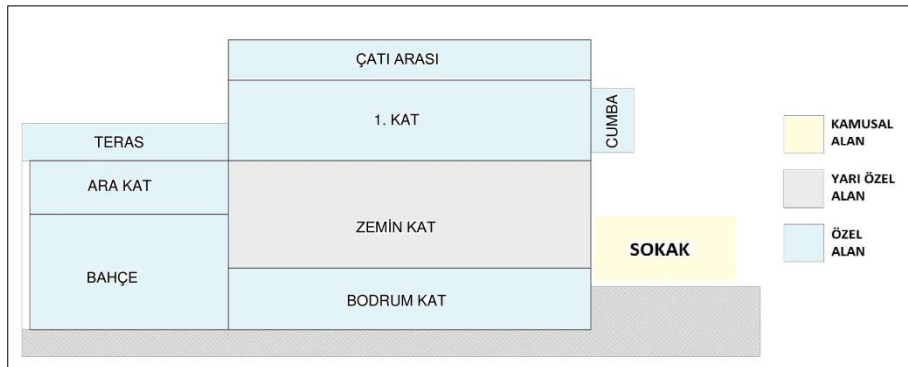 ÇATI ARASI
1. KAT
CUMBA
TERAS
ARA KAT
ZEMİN KAT
BAHÇE
BODRUM KAT
SOKAK
KAMUSAL
ALAN
YARI ÖZEL
ALAN
ÖZEL
ALAN